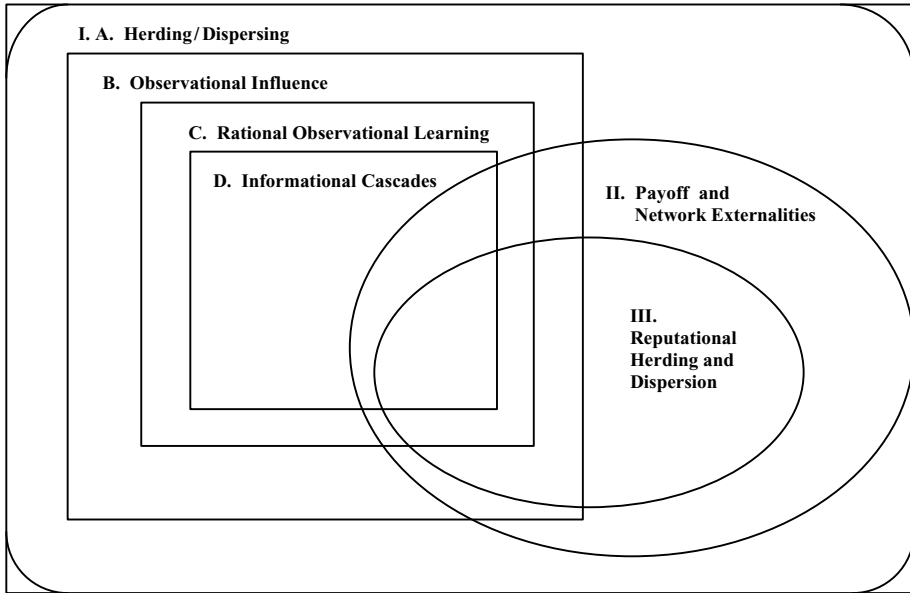 I. A. Herding/Dispersing
B. Observational Influence
C. Rational Observational Learning
D. Informational Cascades
II. Payoff and
Network Externalities
III.
Reputational
Herding and
Dispersion